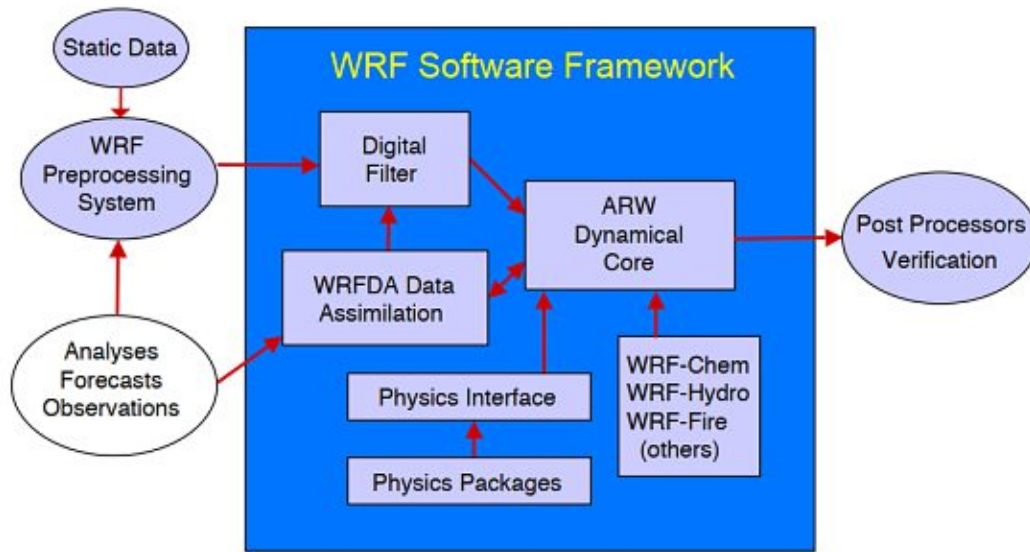 Static Data
WRF Software Framework
WRF
Preprocessing
System
Digital
Filter
ARW
Dynamical
Core
Post Processors
Verification
WRFDA Data
Assimilation
Analyses
Forecasts
Observations
Physics Interface
WRF-Chem
WRF-Hydro
WRF-Fire
(others)
Physics Packages